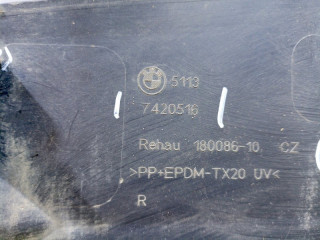 5113
7420516
Rehau 180086-10 CZ
>PP+EPDM-TX20 UV<
R